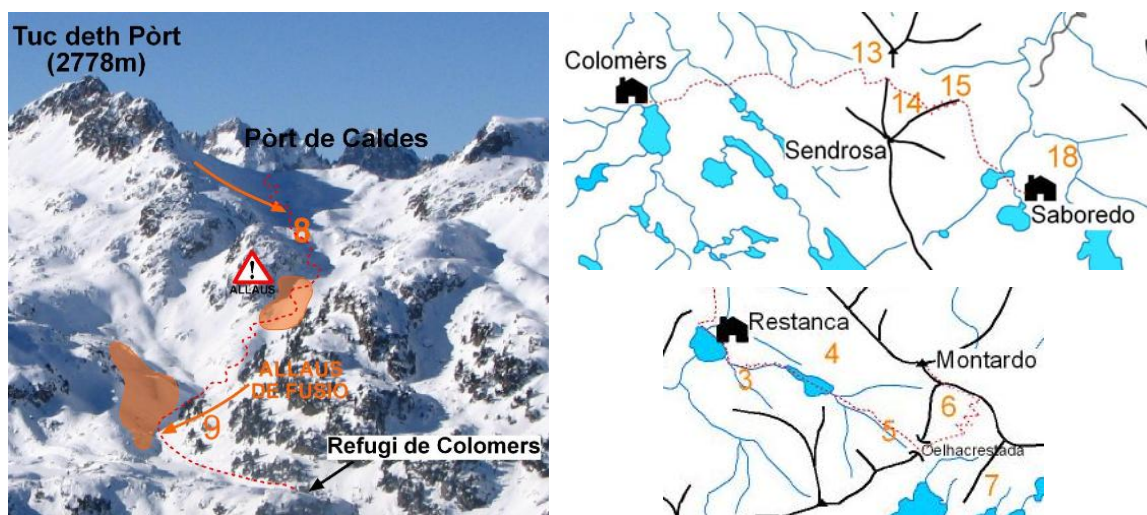 Tuc deth Pòrt
(2778m)
Pòrt de Caldes
8
!
ALLAUS
ALLAUS
DE FUSIÓ
9
Refugi de Colomers
13
Colomèrs
14
15
Sendrosa
18
Saboredo
Restanca
4
Montardo
3
6
5
Oelhacrestada
7